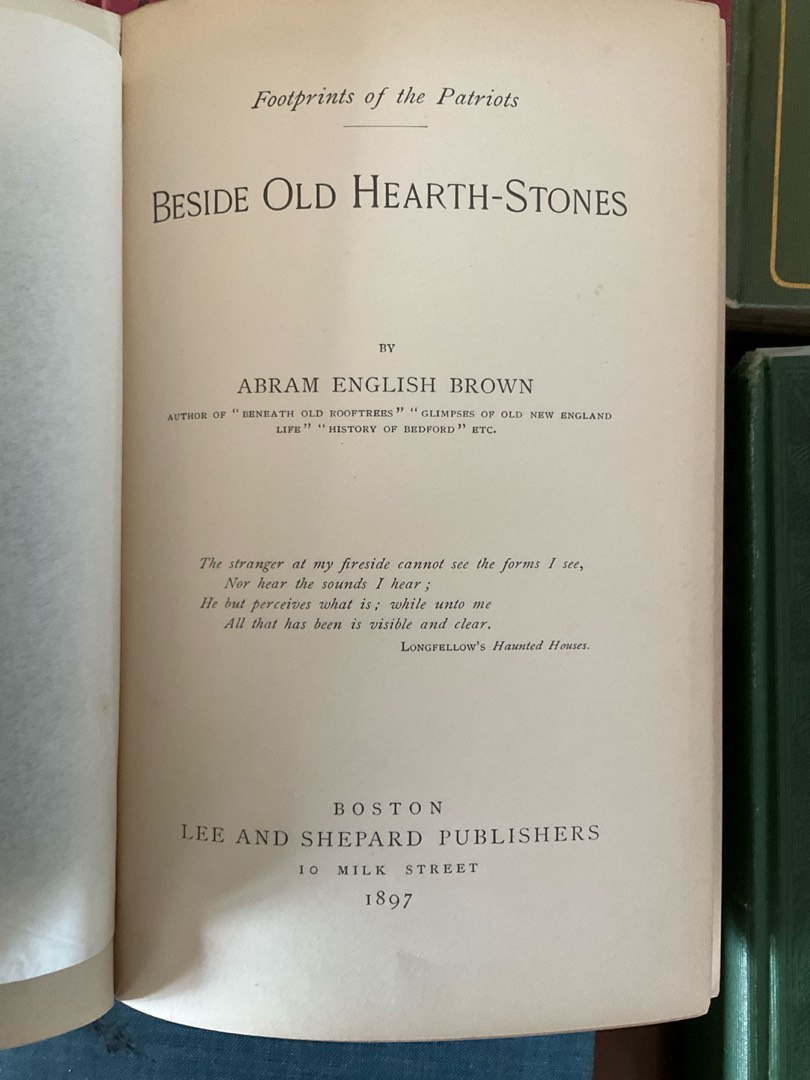 Footprints of the Patriots
BESIDE OLD HEARTH-STONES
BY
ABRAM ENGLISH BROWN
AUTHOR OF "BENEATH OLD ROOFTREES" "GLIMPSES OF OLD NEW ENGLAND
LIFE" "HISTORY OF BEDFORD" ETC.
The stranger at my fireside cannot see the forms I see,
Nor hear the sounds I hear;
He but perceives what is; while unto me
All that has been is visible and clear.
LONGFELLOW'S Haunted Houses.
BOSTON
LEE AND SHEPARD PUBLISHERS
10 MILK STREET
1897